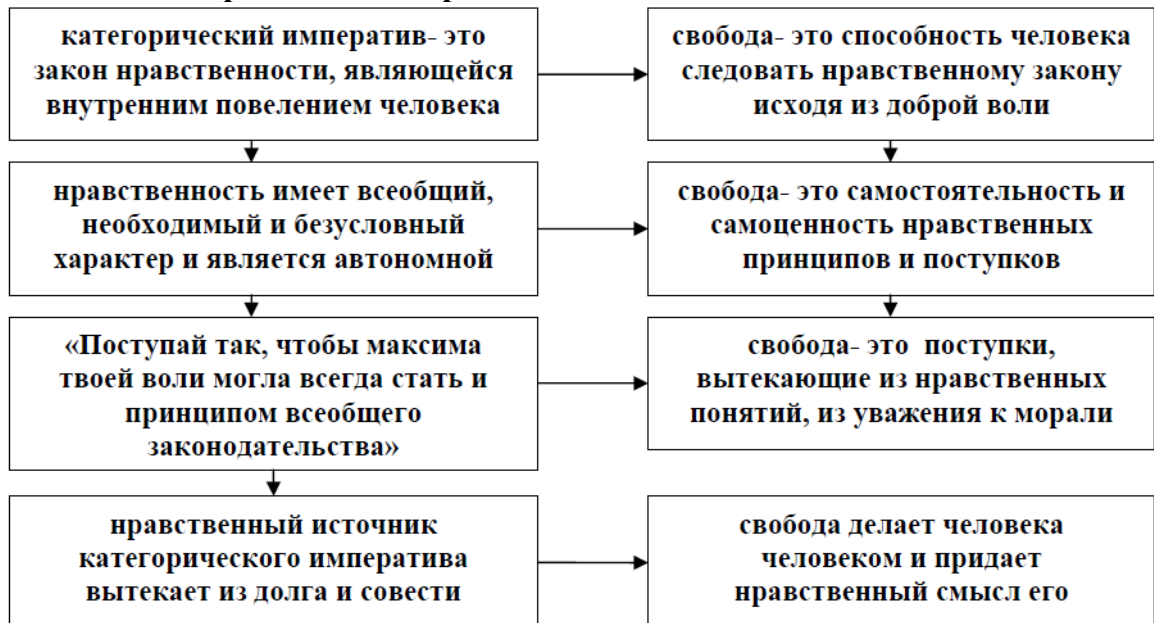 категорический императив- это
закон нравственности, являющейся
внутренним повелением человека
свобода- это способность человека
следовать нравственному закону
исходя из доброй воли
нравственность имеет всеобщий,
необходимый и безусловный
характер и является автономной
свобода- это самостоятельность и
самоценность нравственных
принципов и поступков
«Поступай так, чтобы максима
твоей воли могла всегда стать и
принципом всеобщего
законодательства»
свобода- это поступки,
вытекающие из нравственных
понятий, из уважения к морали
нравственный источник
категорического императива
вытекает из долга и совести
свобода делает человека
человеком и придает
нравственный смысл его